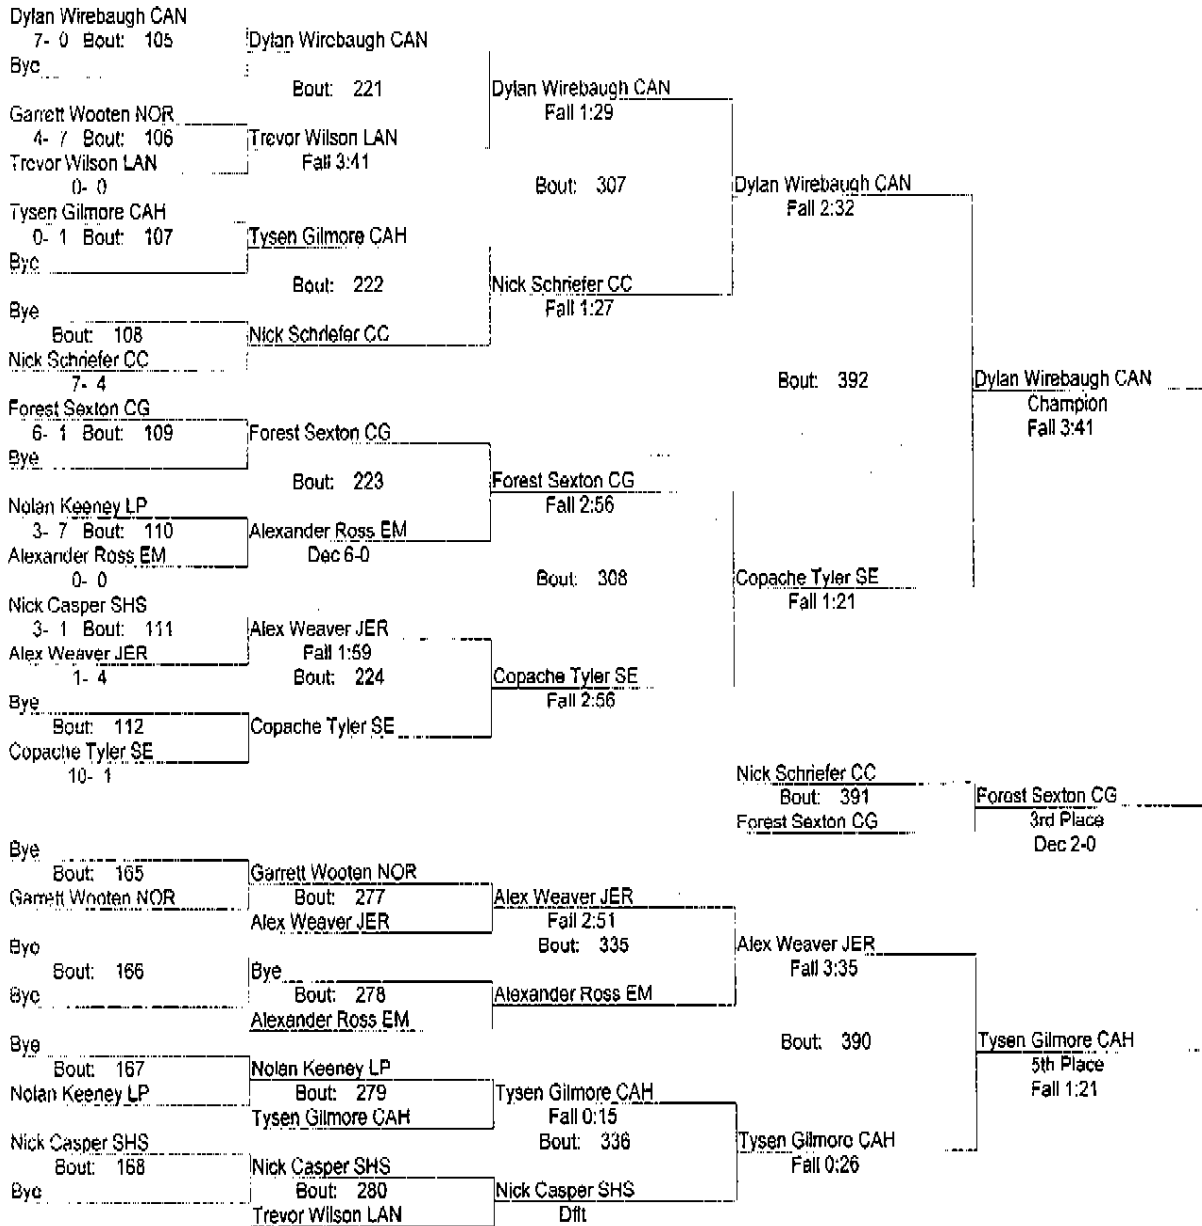 Dylan Wirebaugh CAN
7- 0 Bout: 105
Bye
Garrett Wooten NOR
4- 7 Bout: 106
Trevor Wilson LAN
0- 0
Tysen Gilmore CAH
0- 1 Bout: 107
Bye
Bye
Bout: 108
Nick Schriefer CC
7- 4
Forest Sexton CG
6- 1 Bout: 109
Bye
Nolan Keeney LP
3- 7 Bout: 110
Alexander Ross EM
0- 0
Nick Casper SHS
3- 1 Bout: 111
Alex Weaver JER
1- 4
Bye
Bout: 112
Copache Tyler SE
10- 1
Dylan Wirebaugh CAN
Bout: 221
Trevor Wilson LAN
Fall 3:41
Tysen Gilmore CAH
Bout: 222
Nick Schriefer CC
Forest Sexton CG
Bout: 223
Alexander Ross EM
Dec 6-0
Alex Weaver JER
Fall 1:59
Bout: 224
Copache Tyler SE
Dylan Wirebaugh CAN
Fall 1:29
Bout: 307
Nick Schriefer CC
Fall 1:27
Forest Sexton CG
Fall 2:56
Bout: 308
Copache Tyler SE
Fall 2:56
Dylan Wirebaugh CAN
Fall 2:32
Bout: 392
Copache Tyler SE
Fall 1:21
Dylan Wirebaugh CAN
Champion
Fall 3:41
Nick Schriefer CC
Bout: 391
Forest Sexton CG
Forest Sexton CG
3rd Place
Dec 2-0
Bye
Bout: 165
Garrett Wooten NOR
Bye
Bout: 166
Bye
Bye
Bout: 167
Nolan Keeney LP
Nick Casper SHS
Bout: 168
Bye
Garrett Wooten NOR
Bout: 277
Alex Weaver JER
Bye
Bout: 278
Alexander Ross EM
Nolan Keeney LP
Bout: 279
Tysen Gilmore CAH
Nick Casper SHS
Bout: 280
Trevor Wilson LAN
Alex Weaver JER
Fall 2:51
Bout: 335
Alexander Ross EM
Tysen Gilmore CAH
Fall 0:15
Bout: 336
Nick Casper SHS
Dflt
Alex Weaver JER
Fall 3:35
Bout: 390
Tysen Gilmore CAH
Fall 0:26
Tysen Gilmore CAH
5th Place
Fall 1:21